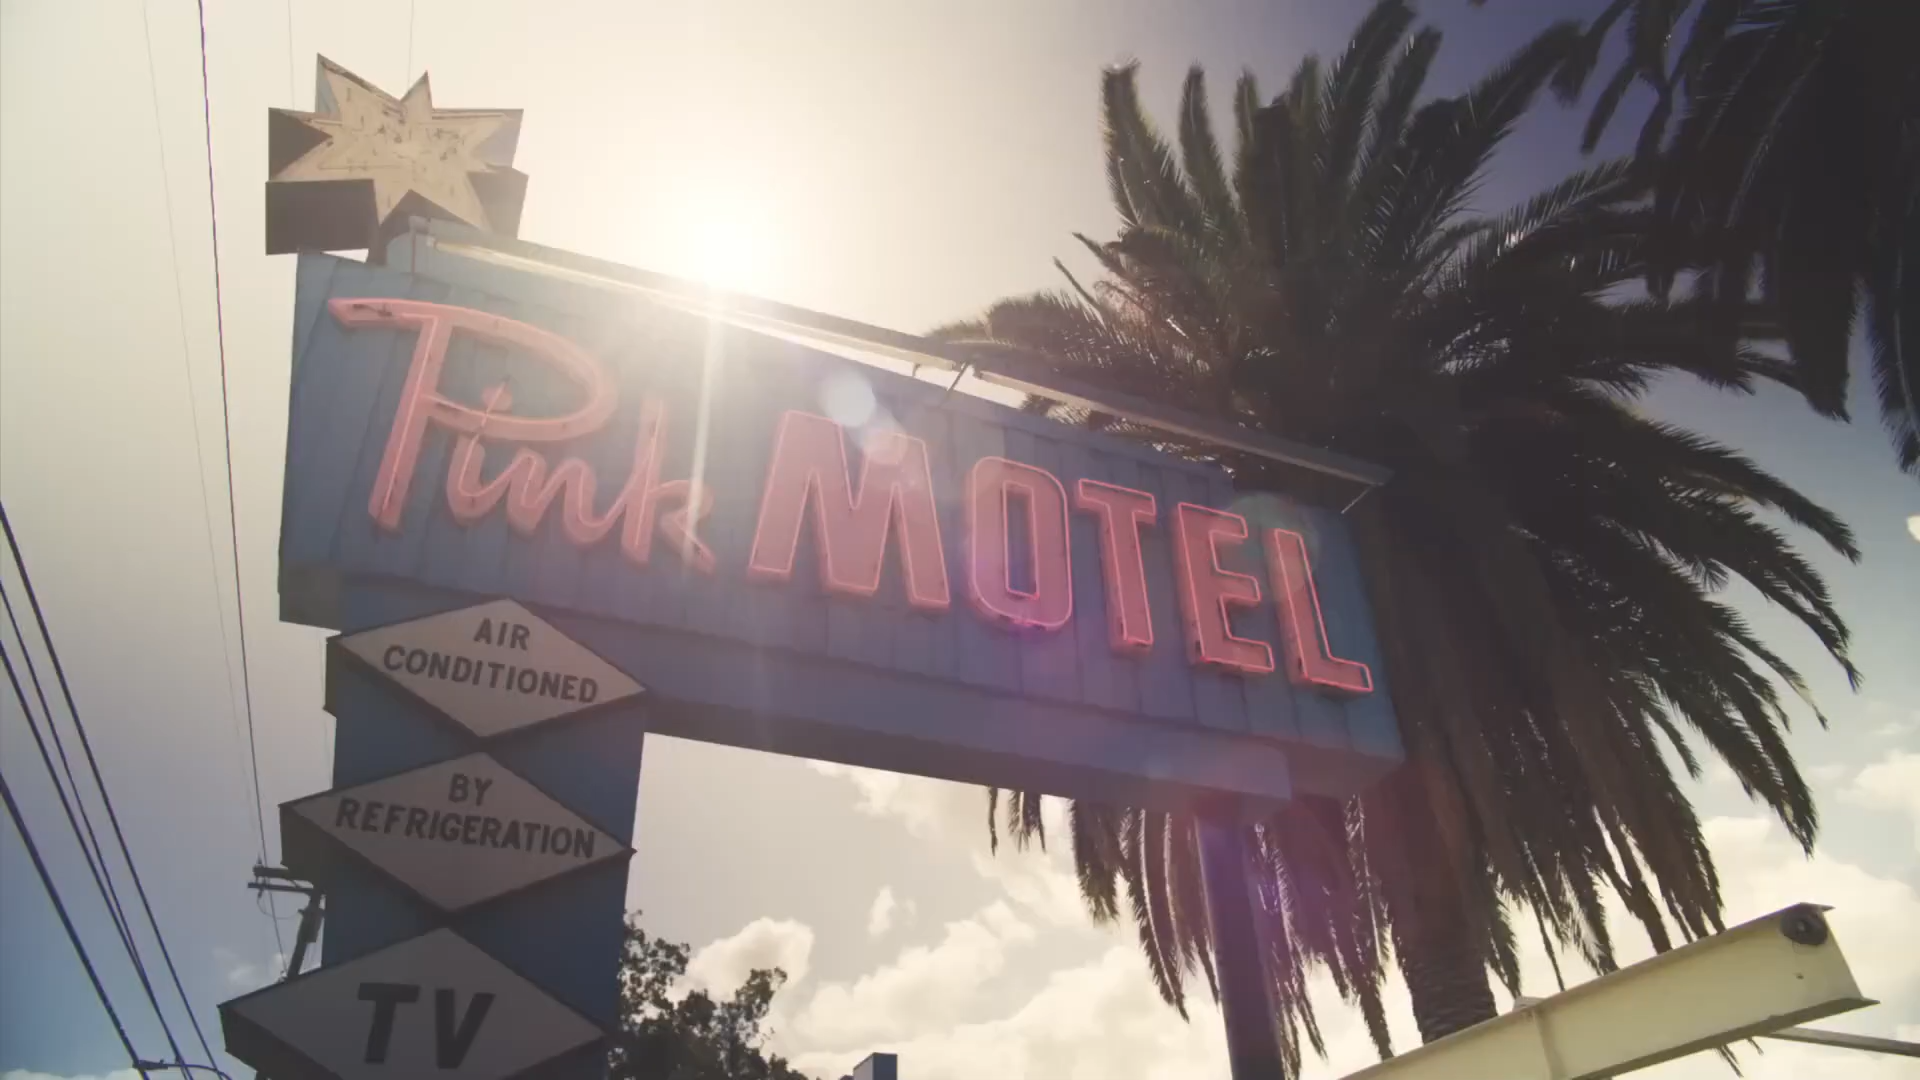 Pink MOTEL
AIR
CONDITIONED
BY
REFRIGERATION
TV